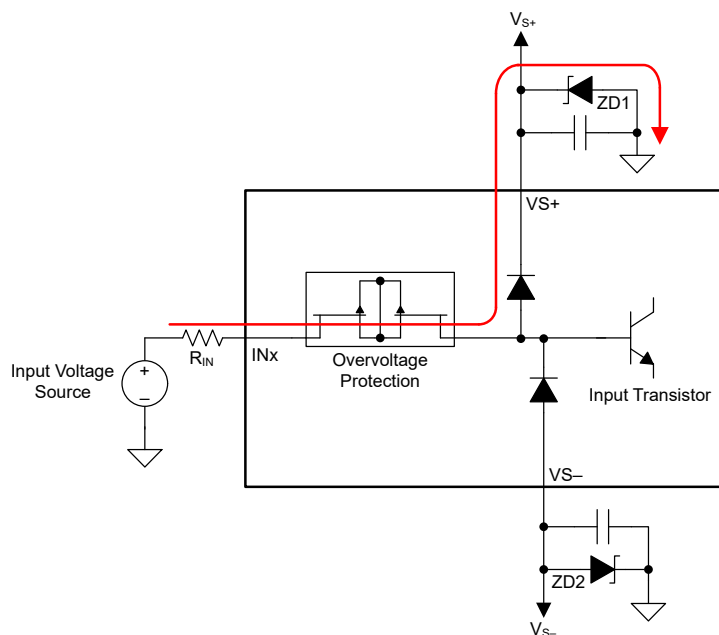 VS+
ZD1
VS+
RIN
INx
Overvoltage
Protection
Input Voltage
Source
+
–
Input Transistor
VS–
ZD2
VS–